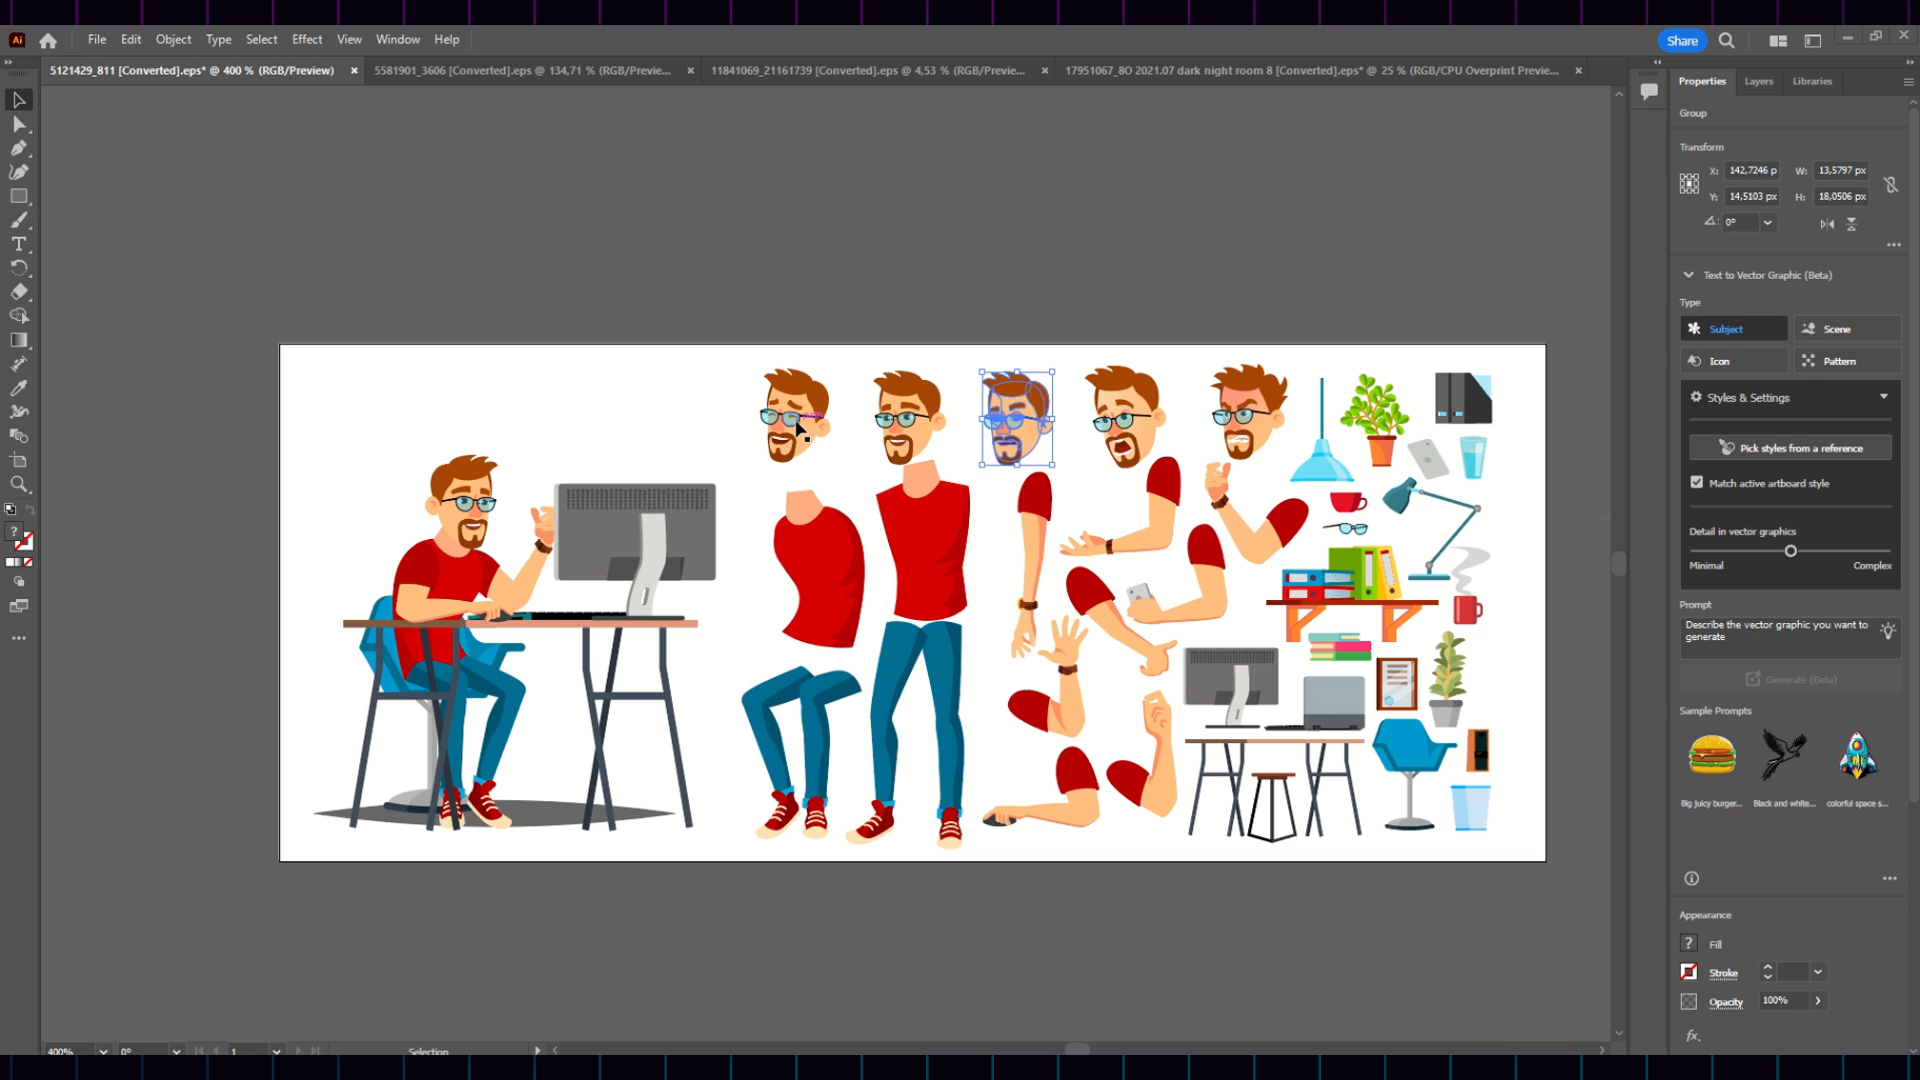 Ai
File Edit Object Type Select Effect View Window Help
Share
5121429_811 [Converted].eps* @ 400 % (RGB/Preview)
5581901_3606 [Converted].eps @ 134,71 % (RGB/Previe...
11841069_21161739 [Converted].eps @ 4,53 % (RGB/Previe...
17951067_8O 2021.07 dark night room 8 [Converted].eps* @ 25 % (RGB/CPU Overprint Previe...
Properties Layers Libraries
Group
Transform
X: 142,7246 p W: 13,5797 px
Y: 14,5103 px H: 18,0506 px
0°
Text to Vector Graphic (Beta)
Type
Subject Scene
Icon Pattern
Styles & Settings
Pick styles from a reference
Match active artboard style
Detail in vector graphics
Minimal Complex
Prompt
Describe the vector graphic you want to
generate
Generate (Beta)
Sample Prompts
Big juicy burger... Black and white... colorful space s...
Appearance
? Fill
Stroke
Opacity 100%
fx.
400% 0° 1 Selection